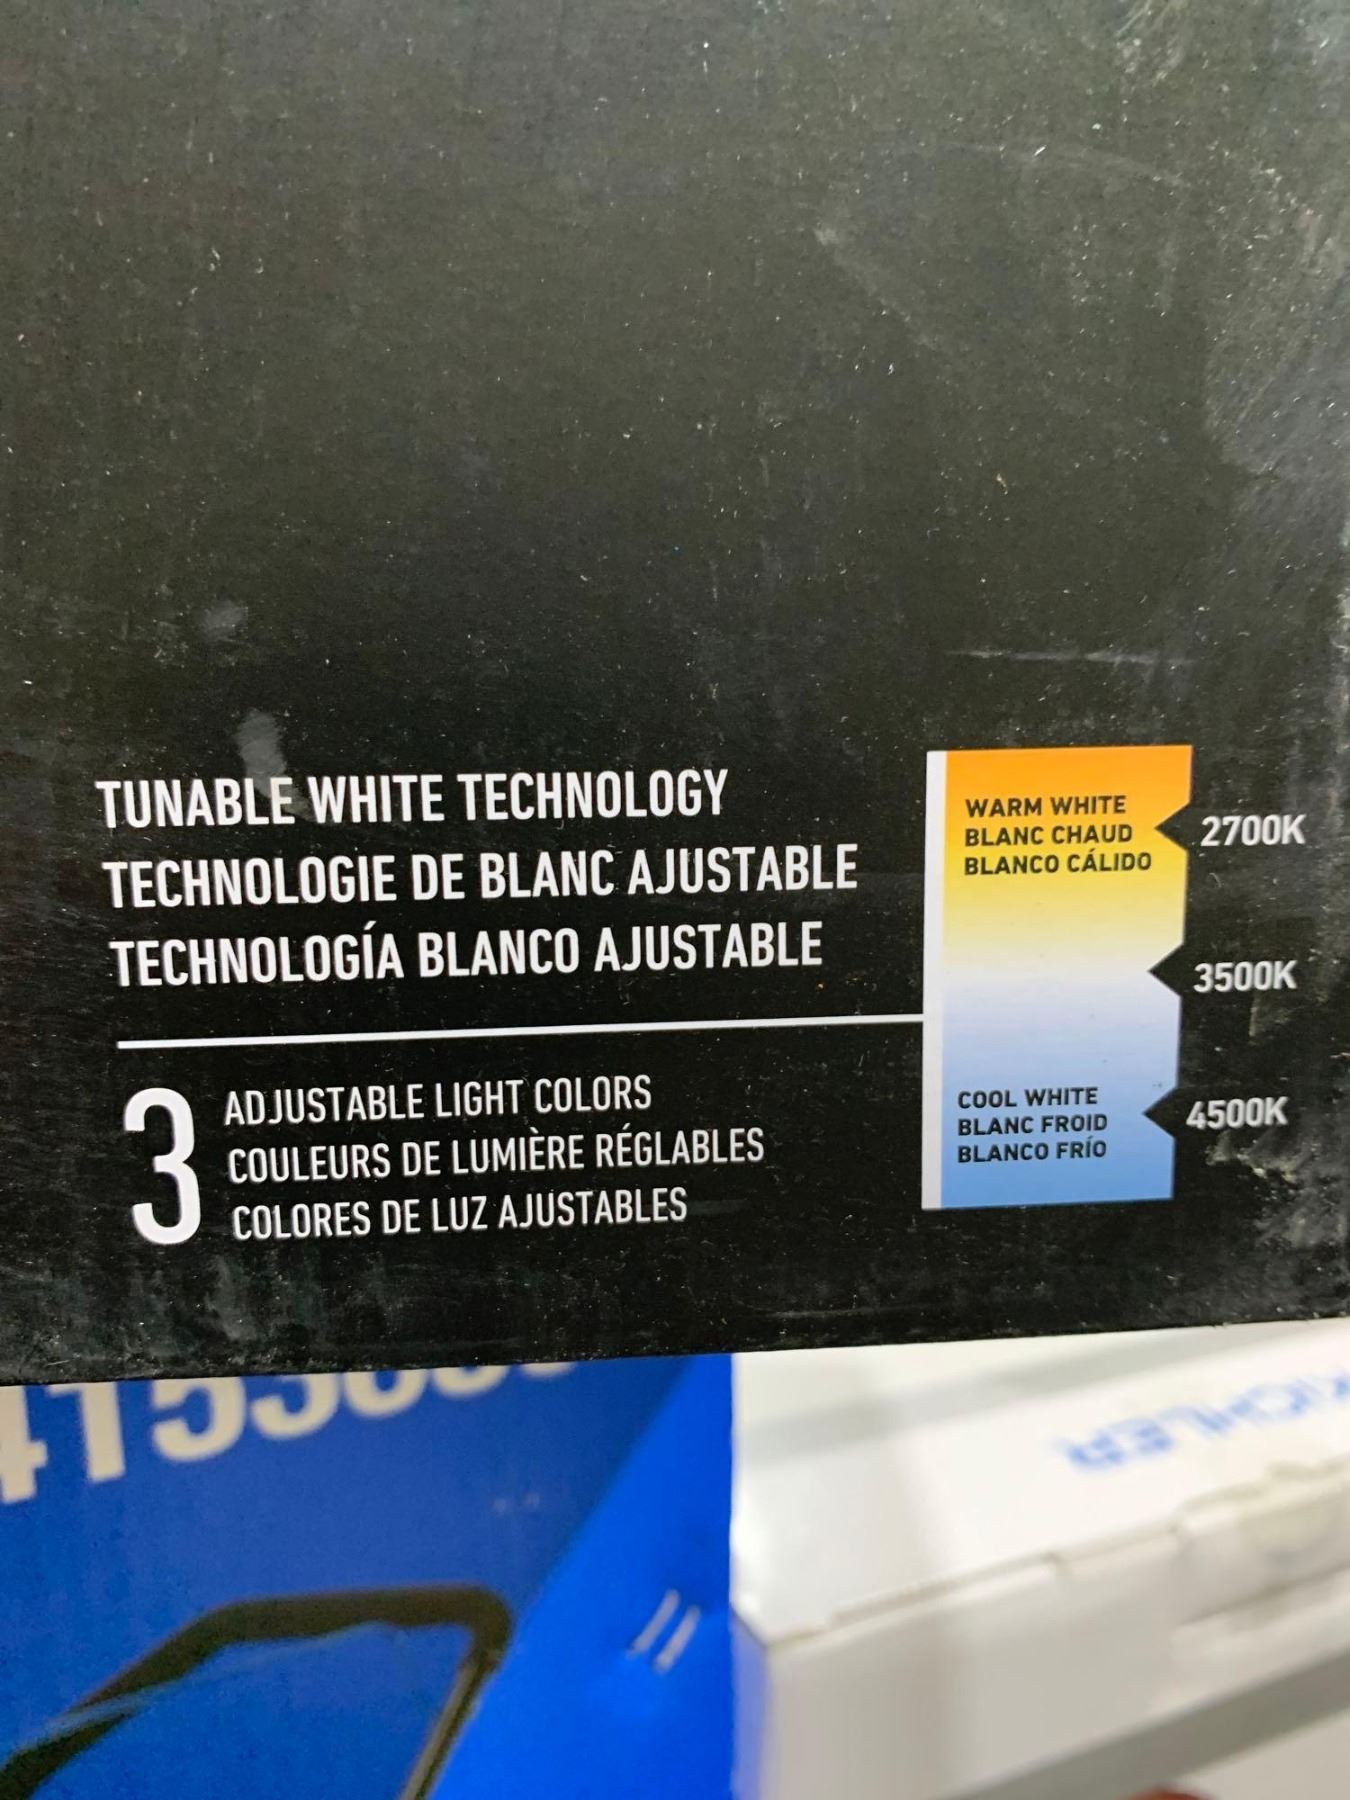 TUNABLE WHITE TECHNOLOGY
TECHNOLOGIE DE BLANC AJUSTABLE
TECHNOLOGÍA BLANCO AJUSTABLE
3
ADJUSTABLE LIGHT COLORS
COULEURS DE LUMIÈRE RÉGLABLES
COLORES DE LUZ AJUSTABLES
WARM WHITE
BLANC CHAUD
BLANCO CÁLIDO
2700K
3500K
COOL WHITE
BLANC FROID
BLANCO FRÍO
4500K
KICHLER